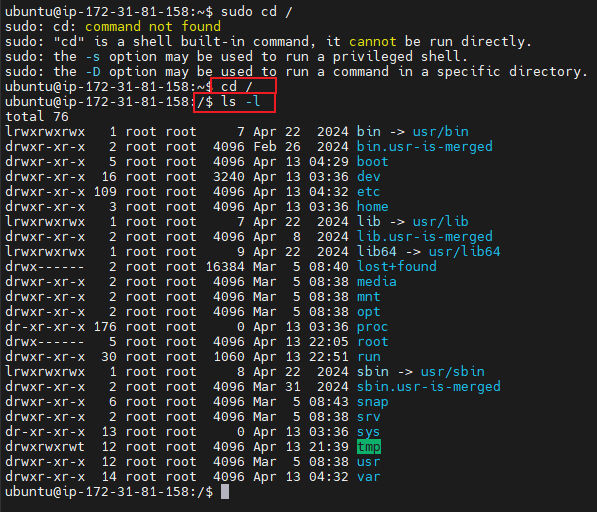 ubuntu@ip-172-31-81-158:~$ sudo cd /
sudo: cd: command not found
sudo: "cd" is a shell built-in command, it cannot be run directly.
sudo: the -s option may be used to run a privileged shell.
sudo: the -D option may be used to run a command in a specific directory.
ubuntu@ip-172-31-81-158:~$ cd /
ubuntu@ip-172-31-81-158:/$ ls -l
total 76
lrwxrwxrwx   1 root root     7 Apr 22  2024 bin -> usr/bin
drwxr-xr-x   2 root root  4096 Feb 26  2024 bin.usr-is-merged
drwxr-xr-x   5 root root  4096 Apr 13 04:29 boot
drwxr-xr-x  16 root root  3240 Apr 13 03:36 dev
drwxr-xr-x 109 root root  4096 Apr 13 04:32 etc
drwxr-xr-x   3 root root  4096 Apr 13 03:36 home
lrwxrwxrwx   1 root root     7 Apr 22  2024 lib -> usr/lib
drwxr-xr-x   2 root root  4096 Apr  8  2024 lib.usr-is-merged
lrwxrwxrwx   1 root root     9 Apr 22  2024 lib64 -> usr/lib64
drwx------   2 root root 16384 Mar  5 08:40 lost+found
drwxr-xr-x   2 root root  4096 Mar  5 08:38 media
drwxr-xr-x   2 root root  4096 Mar  5 08:38 mnt
drwxr-xr-x   2 root root  4096 Mar  5 08:38 opt
dr-xr-xr-x 176 root root     0 Apr 13 03:36 proc
drwx------   5 root root  4096 Apr 13 22:05 root
drwxr-xr-x  30 root root  1060 Apr 13 22:51 run
lrwxrwxrwx   1 root root     8 Apr 22  2024 sbin -> usr/sbin
drwxr-xr-x   2 root root  4096 Mar 31  2024 sbin.usr-is-merged
drwxr-xr-x   6 root root  4096 Mar  5 08:43 snap
drwxr-xr-x   2 root root  4096 Mar  5 08:38 srv
dr-xr-xr-x  13 root root     0 Apr 13 03:36 sys
drwxrwxrwt  12 root root  4096 Apr 13 21:39 tmp
drwxr-xr-x  12 root root  4096 Mar  5 08:38 usr
drwxr-xr-x  14 root root  4096 Apr 13 04:32 var
ubuntu@ip-172-31-81-158:/$